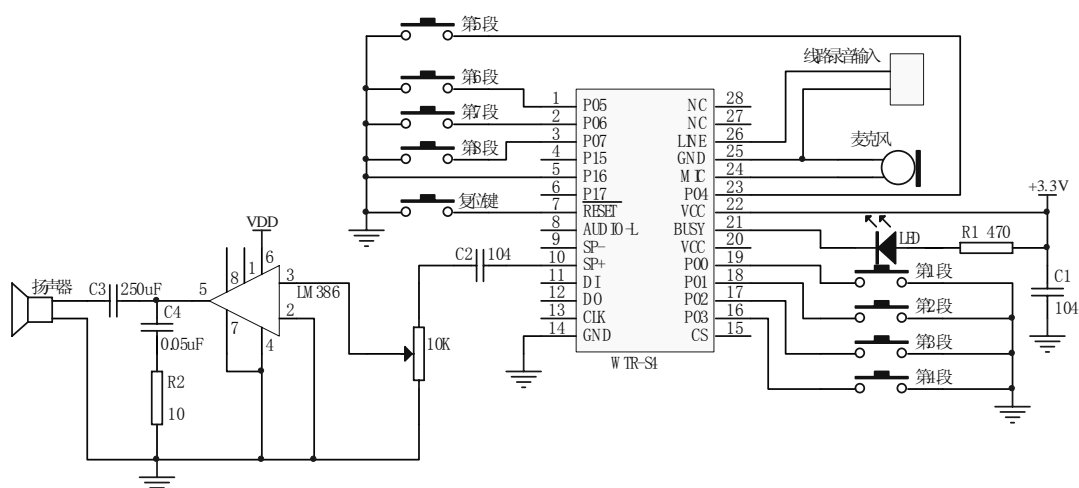 第5段
线路录音输入
第6段
第7段
第8段
复位键
麦克风
1 P05 NC 28
2 P06 NC 27
3 P07 LINE 26
4 P15 GND 25
5 P16 MIC 24
6 P17 P04 23
7 RESET VCC 22
8 AUDIO-L BUSY 21
9 SP- VCC 20
10 SP+ P00 19
11 DI P01 18
12 DO P02 17
13 CLK P03 16
14 GND CS 15
WTR-S4
+3.3V
LED
R1 470
C1
104
第1段
第2段
第3段
第4段
VDD
C2 104
6
1
8
3
LM386
2
5
7
4
10K
扬声器
C3 250uF
C4
0.05uF
R2
10